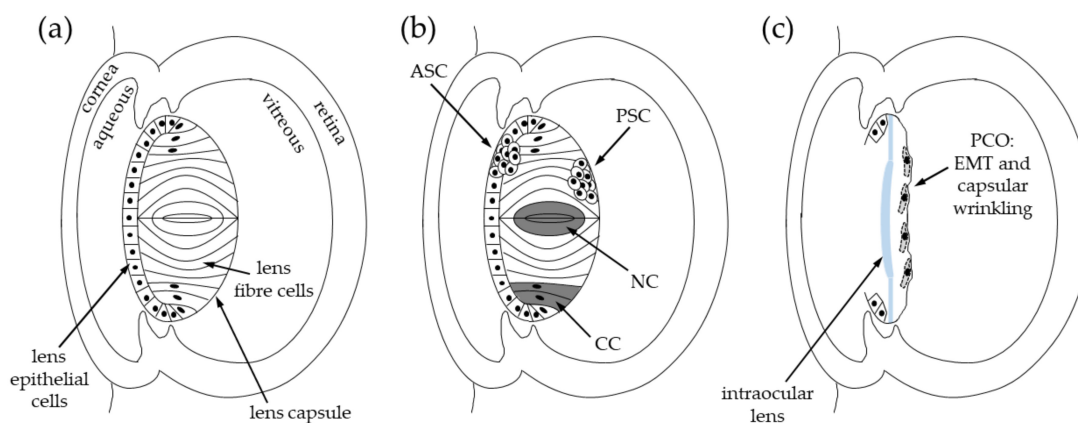 (a)
cornea
aqueous
vitreous
retina
lens
fibre cells
lens
epithelial
cells
lens capsule
(b)
ASC
PSC
NC
CC
(c)
PCO:
EMT and
capsular
wrinkling
intraocular
lens